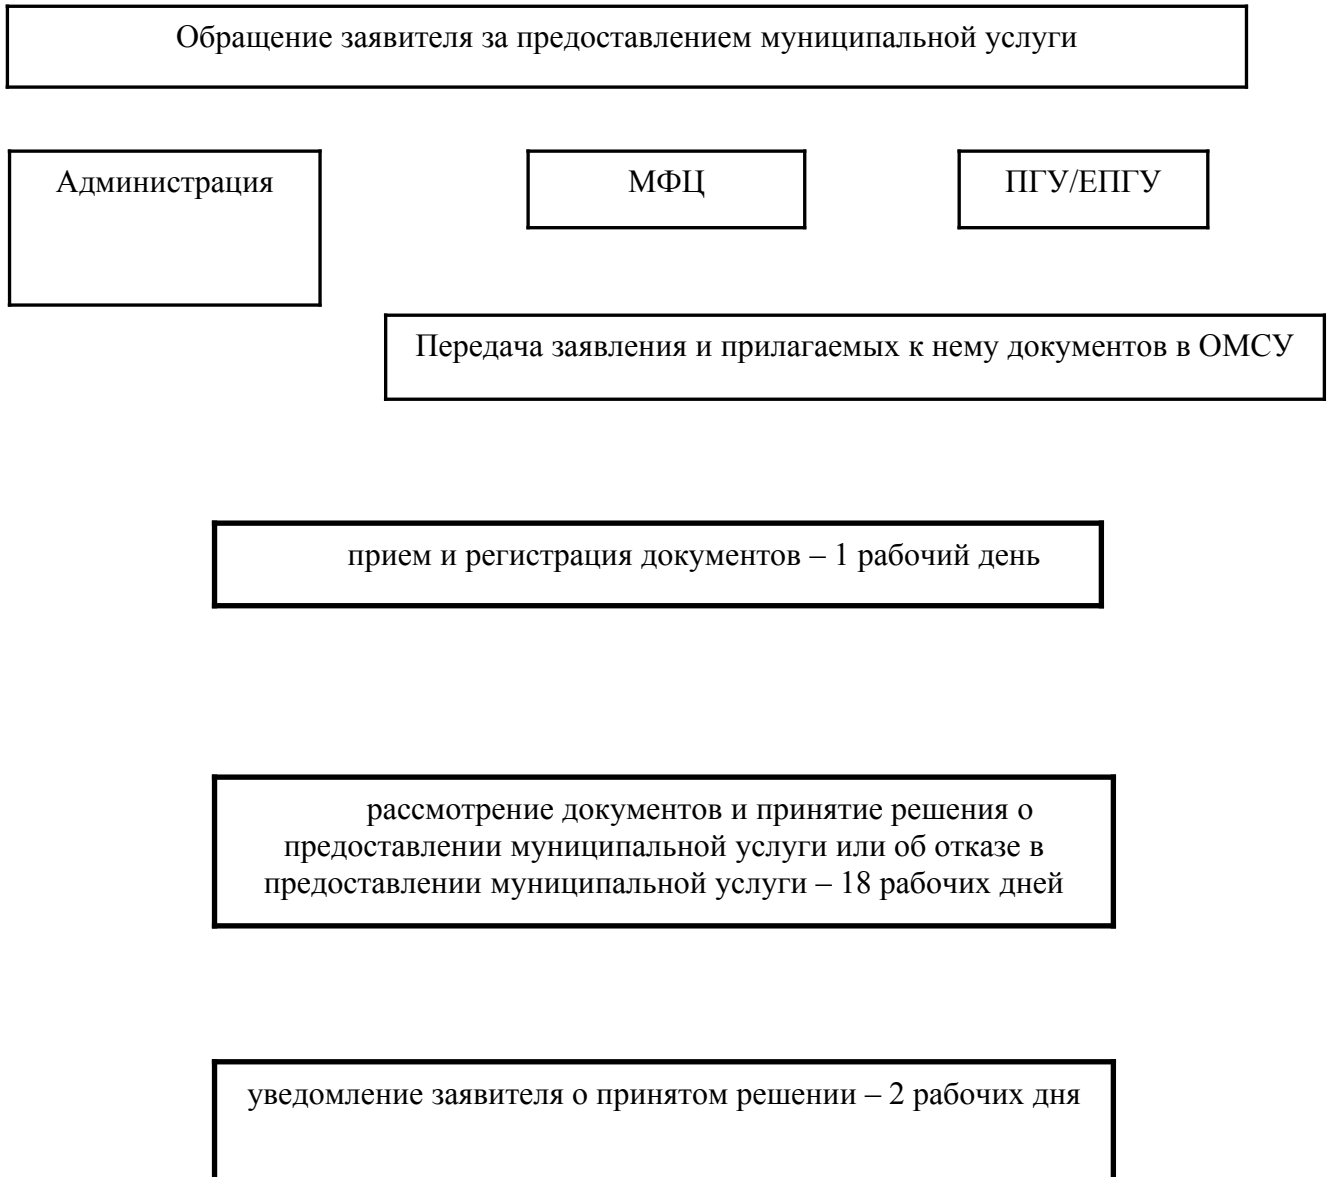 Обращение заявителя за предоставлением муниципальной услуги
Администрация
МФЦ
ПГУ/ЕПГУ
Передача заявления и прилагаемых к нему документов в ОМСУ
прием и регистрация документов – 1 рабочий день
рассмотрение документов и принятие решения о
предоставлении муниципальной услуги или об отказе в
предоставлении муниципальной услуги – 18 рабочих дней
уведомление заявителя о принятом решении – 2 рабочих дня